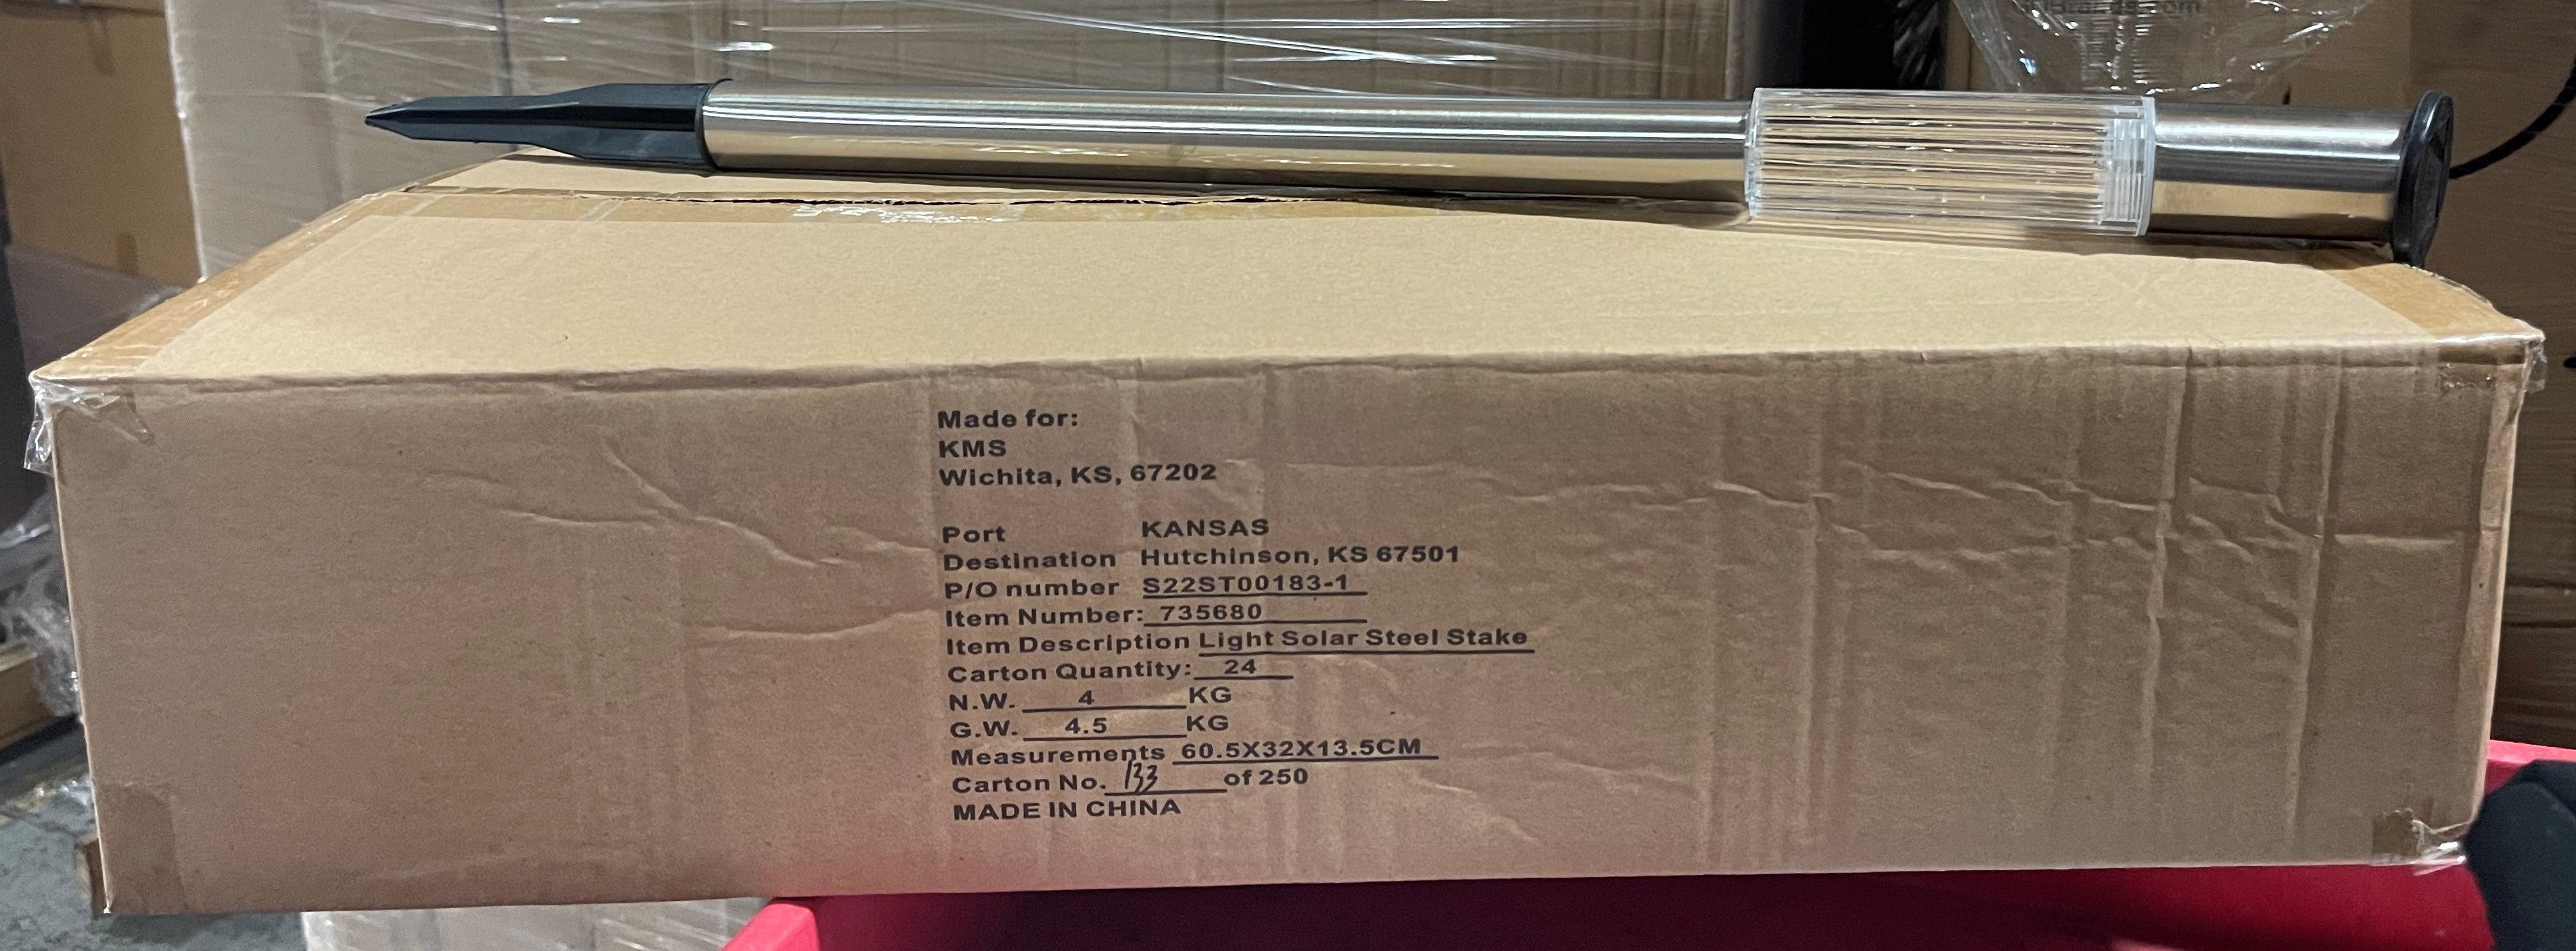 Made for:
KMS
Wichita, KS, 67202
Port KANSAS
Destination Hutchinson, KS 67501
P/O number S22ST00183-1
Item Number: 735680
Item Description Light Solar Steel Stake
Carton Quantity: 24
N.W. 4 KG
G.W. 4.5 KG
Measurements 60.5X32X13.5CM
Carton No. 133 of 250
MADE IN CHINA